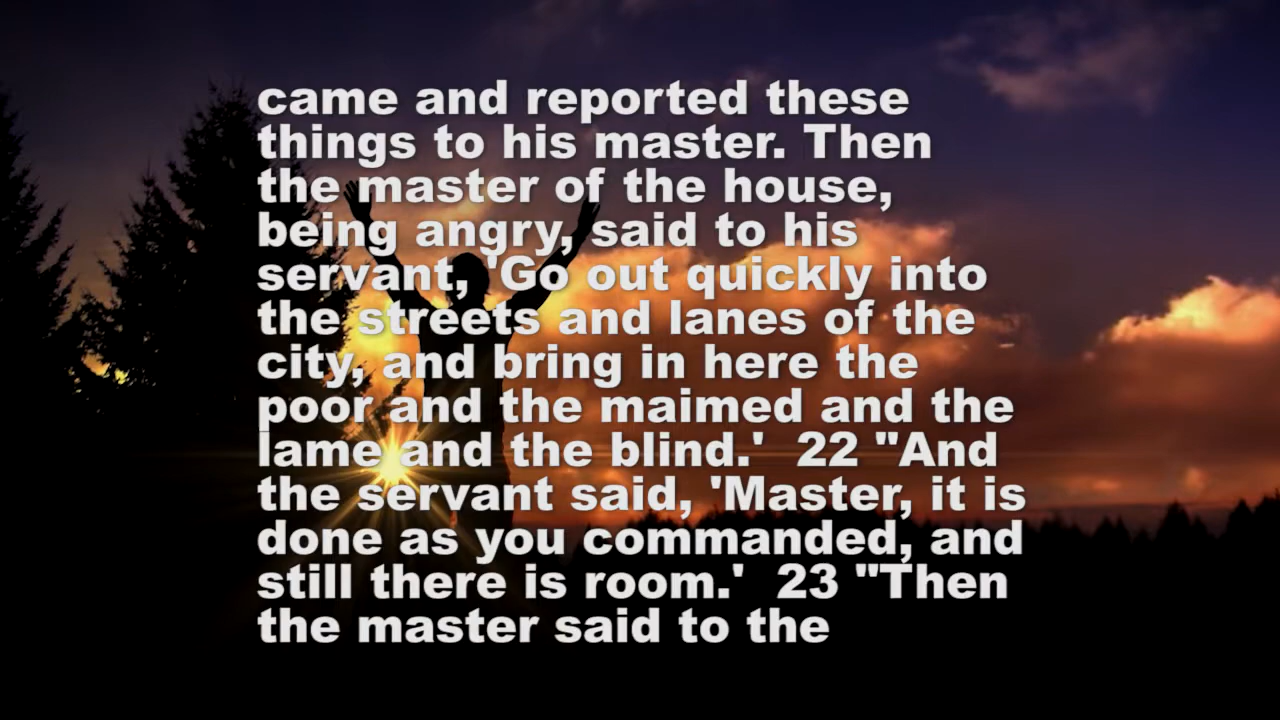 came and reported these
things to his master. Then
the master of the house,
being angry, said to his
servant, 'Go out quickly into
the streets and lanes of the
city, and bring in here the
poor and the maimed and the
lame and the blind.'  22 "And
the servant said, 'Master, it is
done as you commanded, and
still there is room.'  23 "Then
the master said to the